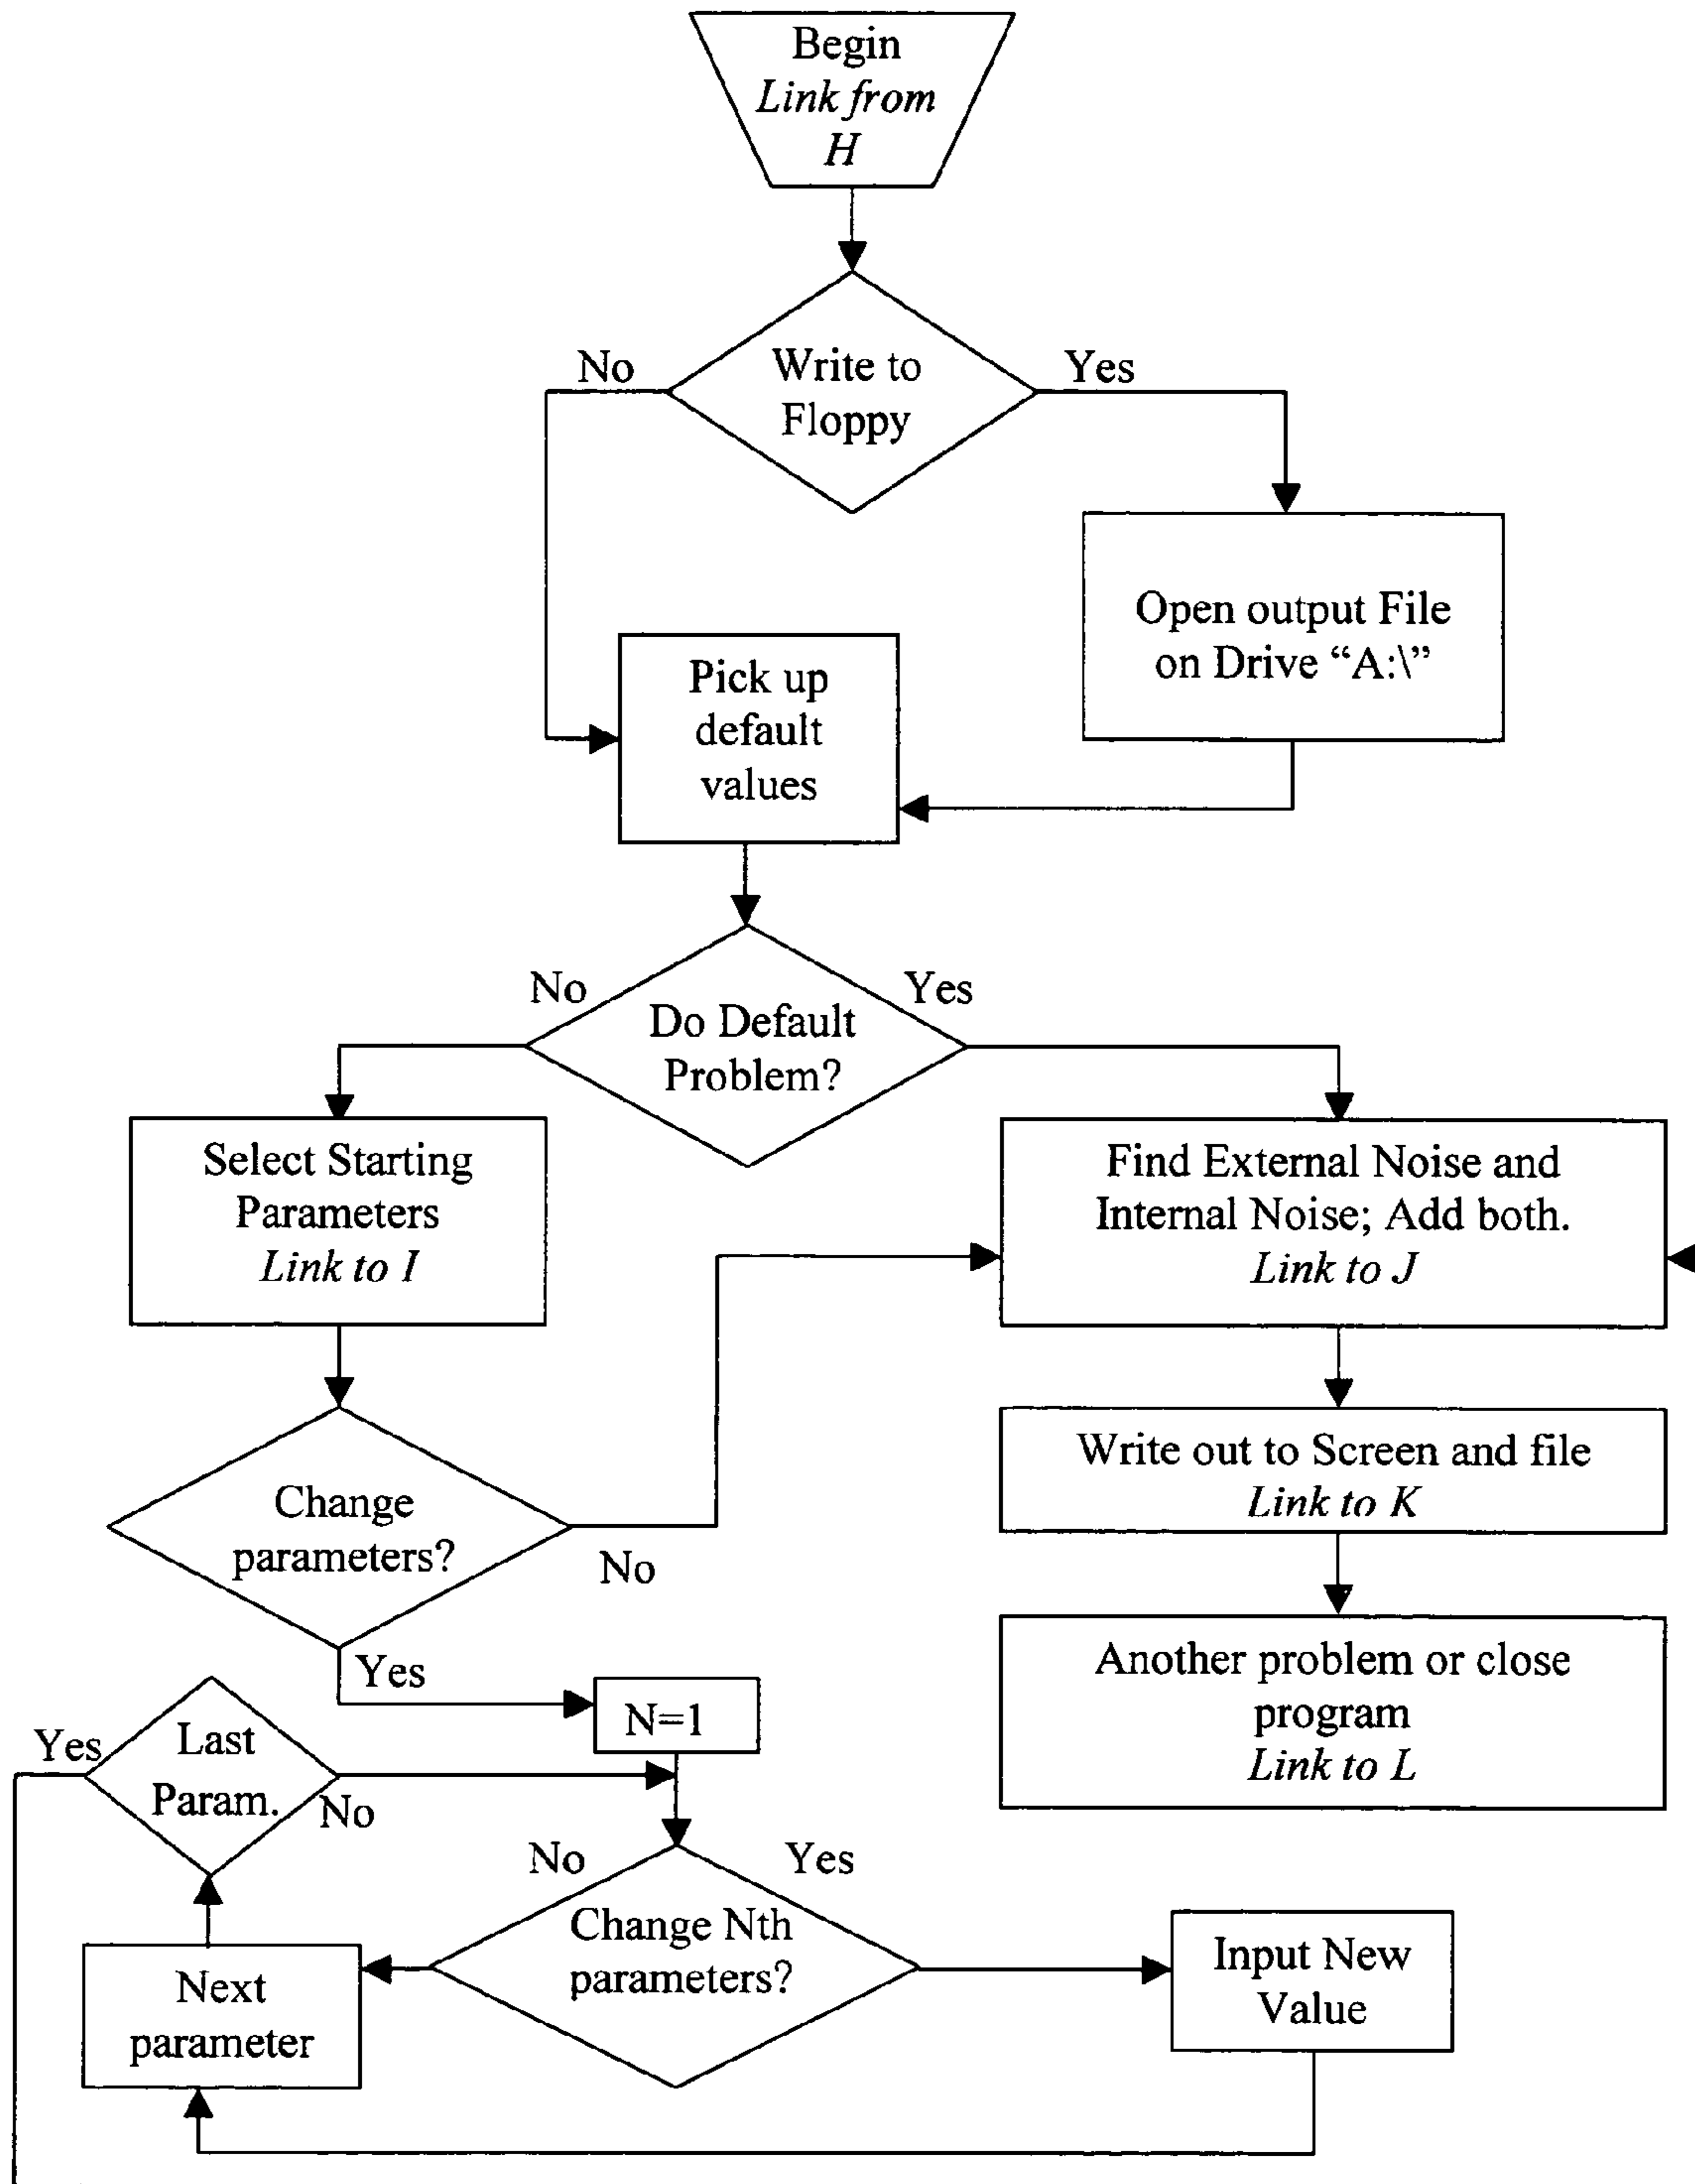 Begin
Link from
H
No
Yes
Write to
Floppy
Open output File
on Drive “A:\”
Pick up
default
values
No
Yes
Do Default
Problem?
Select Starting
Parameters
Link to I
Find External Noise and
Internal Noise; Add both.
Link to J
Write out to Screen and file
Link to K
Change
parameters?
No
Yes
Another problem or close
program
Link to L
N=1
Yes
Last
Param.
No
No
Yes
Change Nth
parameters?
Input New
Value
Next
parameter